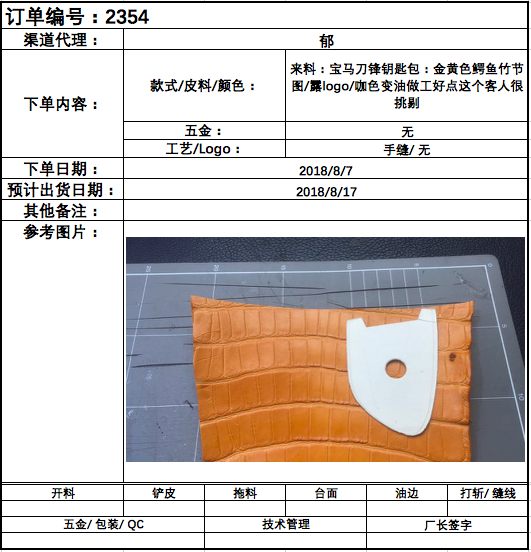 订单编号：2354
渠道代理：
郁
下单内容：
款式/皮料/颜色：
来料：宝马刀锋钥匙包：金黄色鳄鱼竹节
图/露logo/咖色变油做工好点这个客人很
挑剔
五金：
无
工艺/Logo：
手缝/ 无
下单日期：
2018/8/7
预计出货日期：
2018/8/17
其他备注：
参考图片：
开料
铲皮
拖料
台面
油边
打斩/ 缝线
五金/ 包装/ QC
技术管理
厂长签字